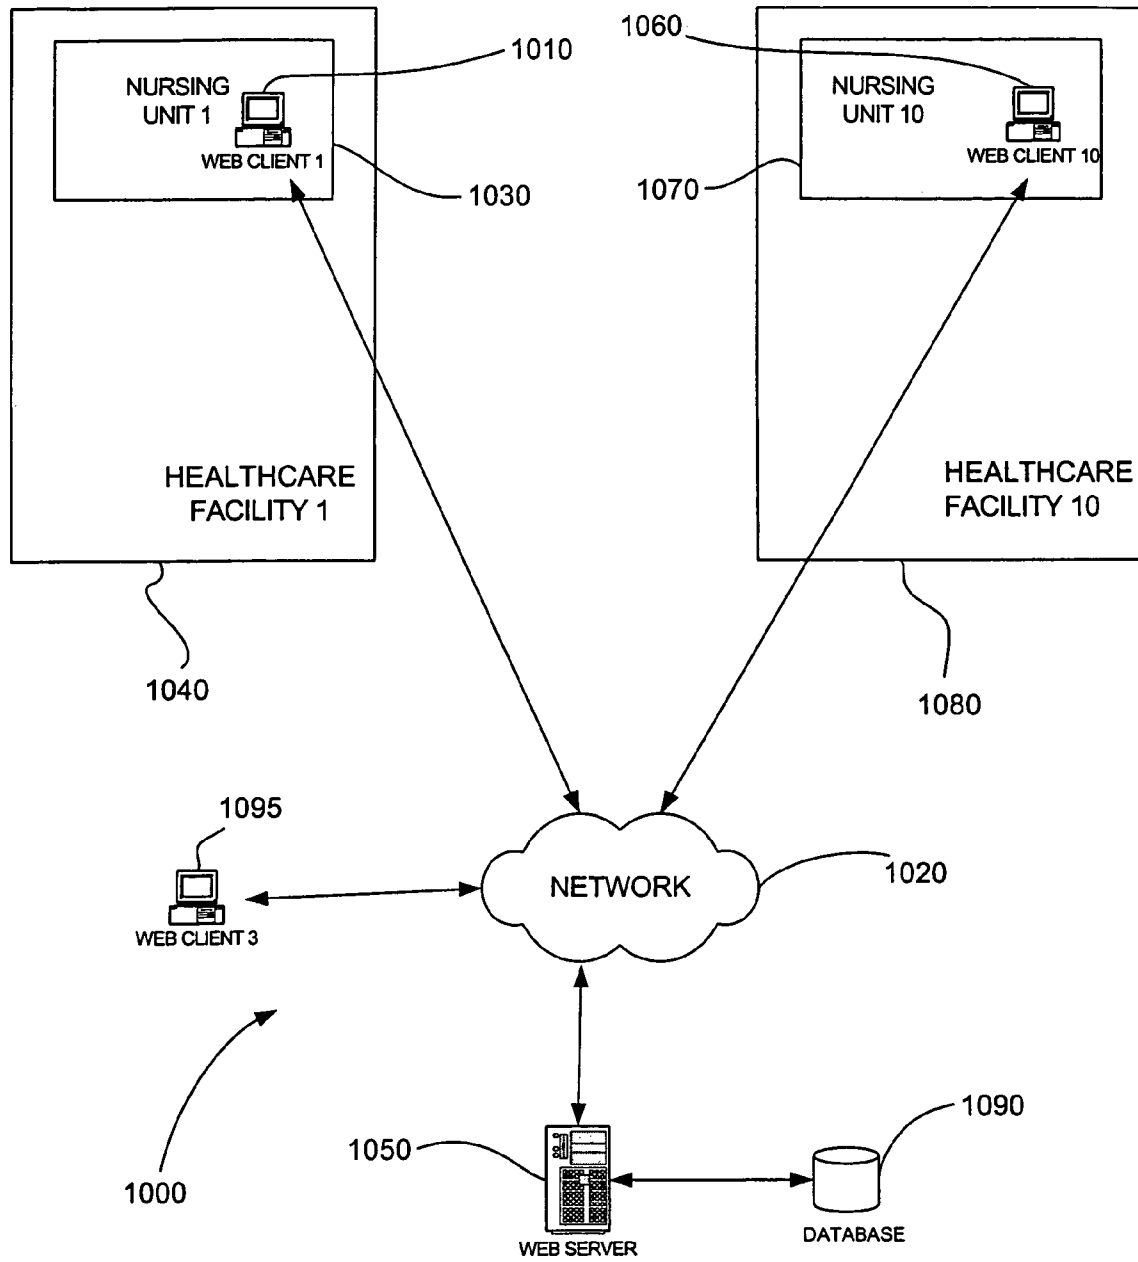 1010
1060
NURSING
UNIT 1
WEB CLIENT 1
1030
NURSING
UNIT 10
WEB CLIENT 10
1070
HEALTHCARE
FACILITY 1
HEALTHCARE
FACILITY 10
1040
1080
1095
WEB CLIENT 3
NETWORK
1020
1000
1050
WEB SERVER
1090
DATABASE